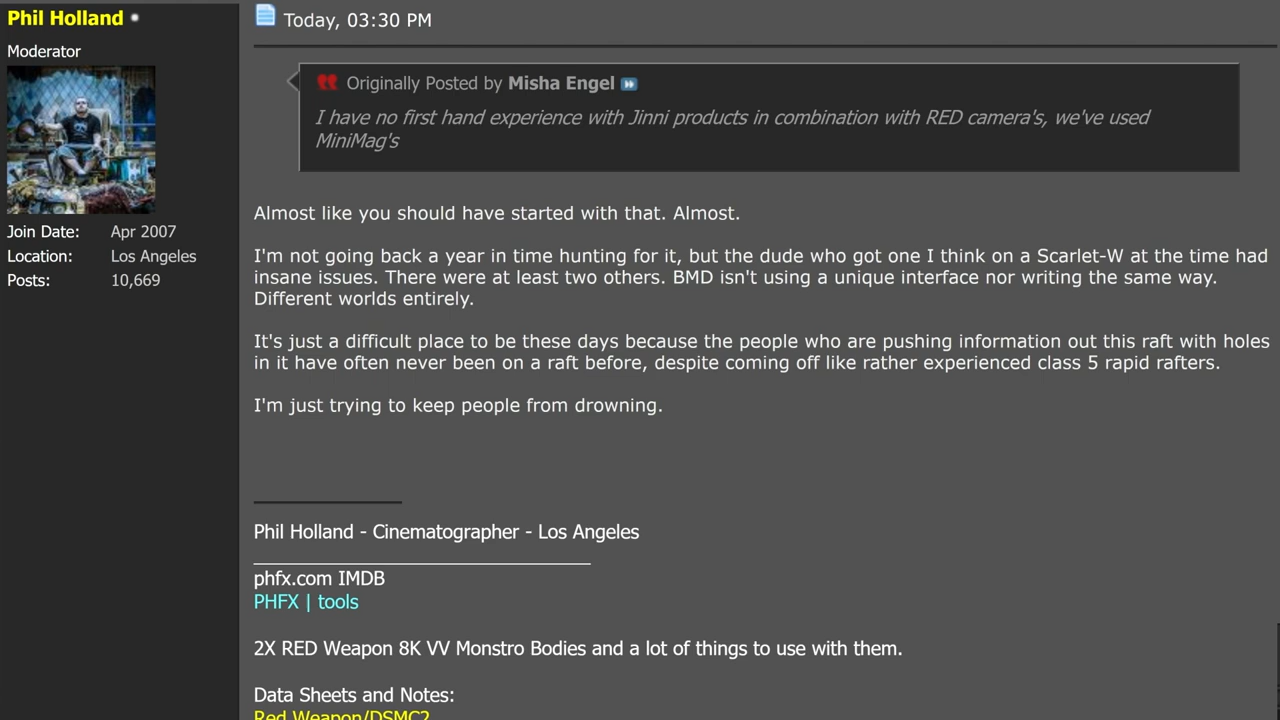 Phil Holland
Today, 03:30 PM
Moderator
Originally Posted by Misha Engel
I have no first hand experience with Jinni products in combination with RED camera's, we've used
MiniMag's
Join Date: Apr 2007
Location: Los Angeles
Posts: 10,669
Almost like you should have started with that. Almost.
I'm not going back a year in time hunting for it, but the dude who got one I think on a Scarlet-W at the time had
insane issues. There were at least two others. BMD isn't using a unique interface nor writing the same way.
Different worlds entirely.
It's just a difficult place to be these days because the people who are pushing information out this raft with holes
in it have often never been on a raft before, despite coming off like rather experienced class 5 rapid rafters.
I'm just trying to keep people from drowning.
Phil Holland - Cinematographer - Los Angeles
phfx.com IMDB
PHFX | tools
2X RED Weapon 8K VV Monstro Bodies and a lot of things to use with them.
Data Sheets and Notes:
Red Weapon/DSMC2